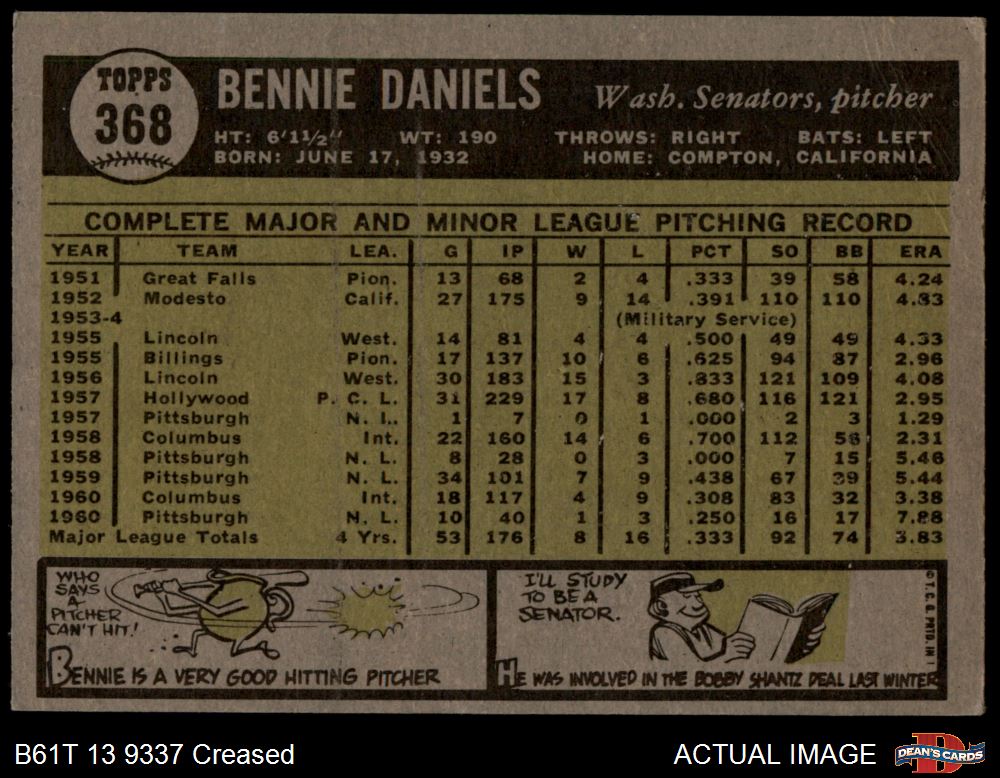 TOPPS
368
BENNIE DANIELS
Wash. Senators, pitcher
HT: 6'1½" WT: 190 THROWS: RIGHT BATS: LEFT
BORN: JUNE 17, 1932 HOME: COMPTON, CALIFORNIA
COMPLETE MAJOR AND MINOR LEAGUE PITCHING RECORD
YEAR TEAM LEA. G IP W L PCT SO BB ERA
1951 Great Falls Pion. 13 68 2 4 .333 39 58 4.24
1952 Modesto Calif. 27 175 9 14 .391 110 110 4.83
1953-4 (Military Service)
1955 Lincoln West. 14 81 4 4 .500 49 49 4.33
1955 Billings Pion. 17 137 10 6 .625 94 87 2.96
1956 Lincoln West. 30 183 15 3 .833 121 109 4.08
1957 Hollywood P. C. L. 31 229 17 8 .680 116 121 2.95
1957 Pittsburgh N. L. 1 7 0 1 .000 2 3 1.29
1958 Columbus Int. 22 160 14 6 .700 112 58 2.31
1958 Pittsburgh N. L. 8 28 0 3 .000 7 15 5.46
1959 Pittsburgh N. L. 34 101 7 9 .438 67 39 5.44
1960 Columbus Int. 18 117 4 9 .308 83 32 3.38
1960 Pittsburgh N. L. 10 40 1 3 .250 16 17 7.88
Major League Totals 4 Yrs. 53 176 8 16 .333 92 74 3.83
WHO
SAYS
A
PITCHER
CAN'T HIT!
BENNIE IS A VERY GOOD HITTING PITCHER
I'LL STUDY
TO BE A
SENATOR.
HE WAS INVOLVED IN THE BOBBY SHANTZ DEAL LAST WINTER
© T.C.G. PRTD. IN
B61T 13 9337 Creased
ACTUAL IMAGE
DEAN'S CARDS